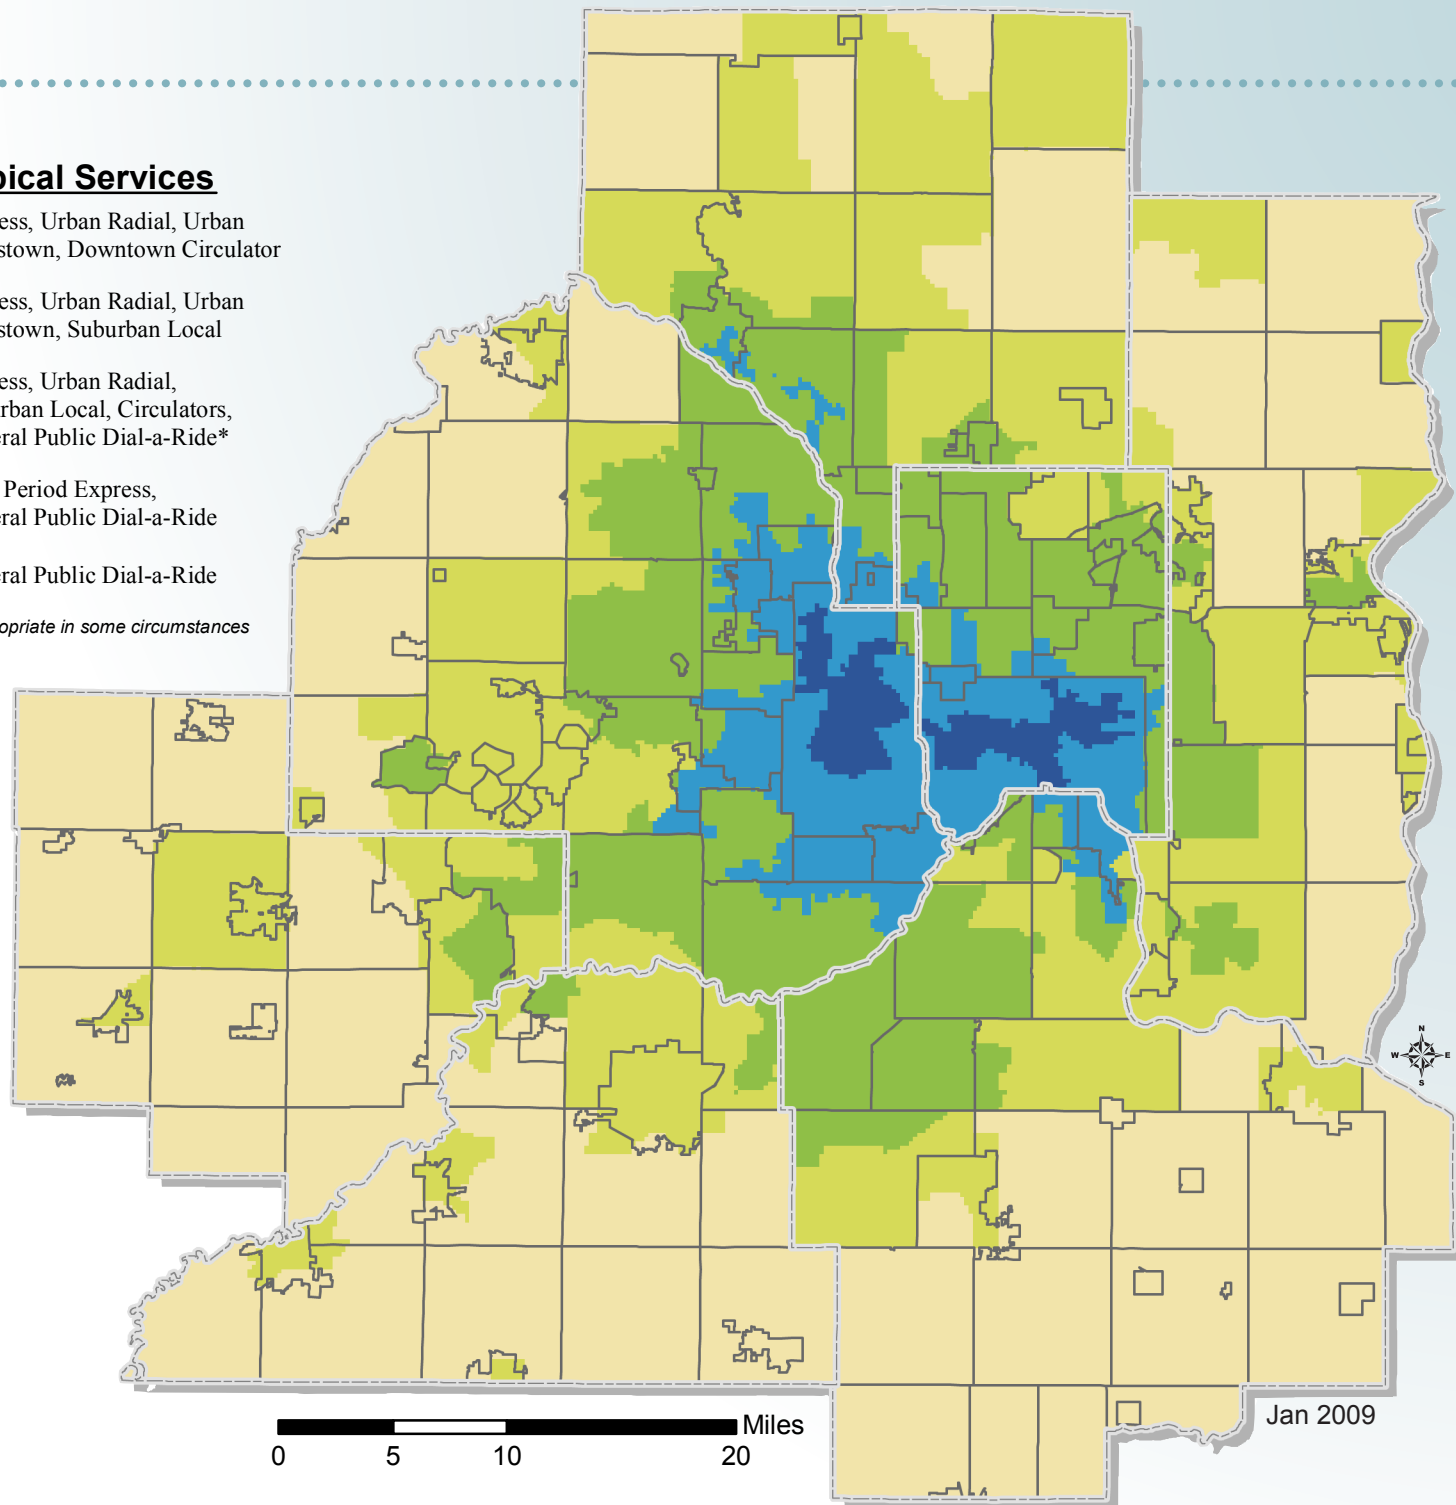 pical Services
ess, Urban Radial, Urban
stown, Downtown Circulator
ess, Urban Radial, Urban
stown, Suburban Local
ess, Urban Radial,
rban Local, Circulators,
eral Public Dial-a-Ride*
Period Express,
eral Public Dial-a-Ride
eral Public Dial-a-Ride
opriate in some circumstances
N
W E
S
Miles
0 5 10 20
Jan 2009